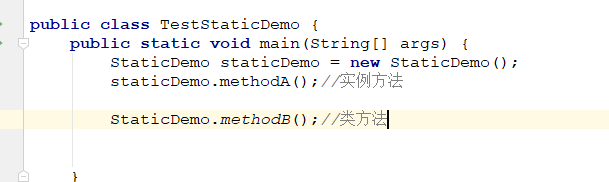 public class TestStaticDemo {
    public static void main(String[] args) {
        StaticDemo staticDemo = new StaticDemo();
        staticDemo.methodA();//实例方法
        StaticDemo.methodB();//类方法
    }